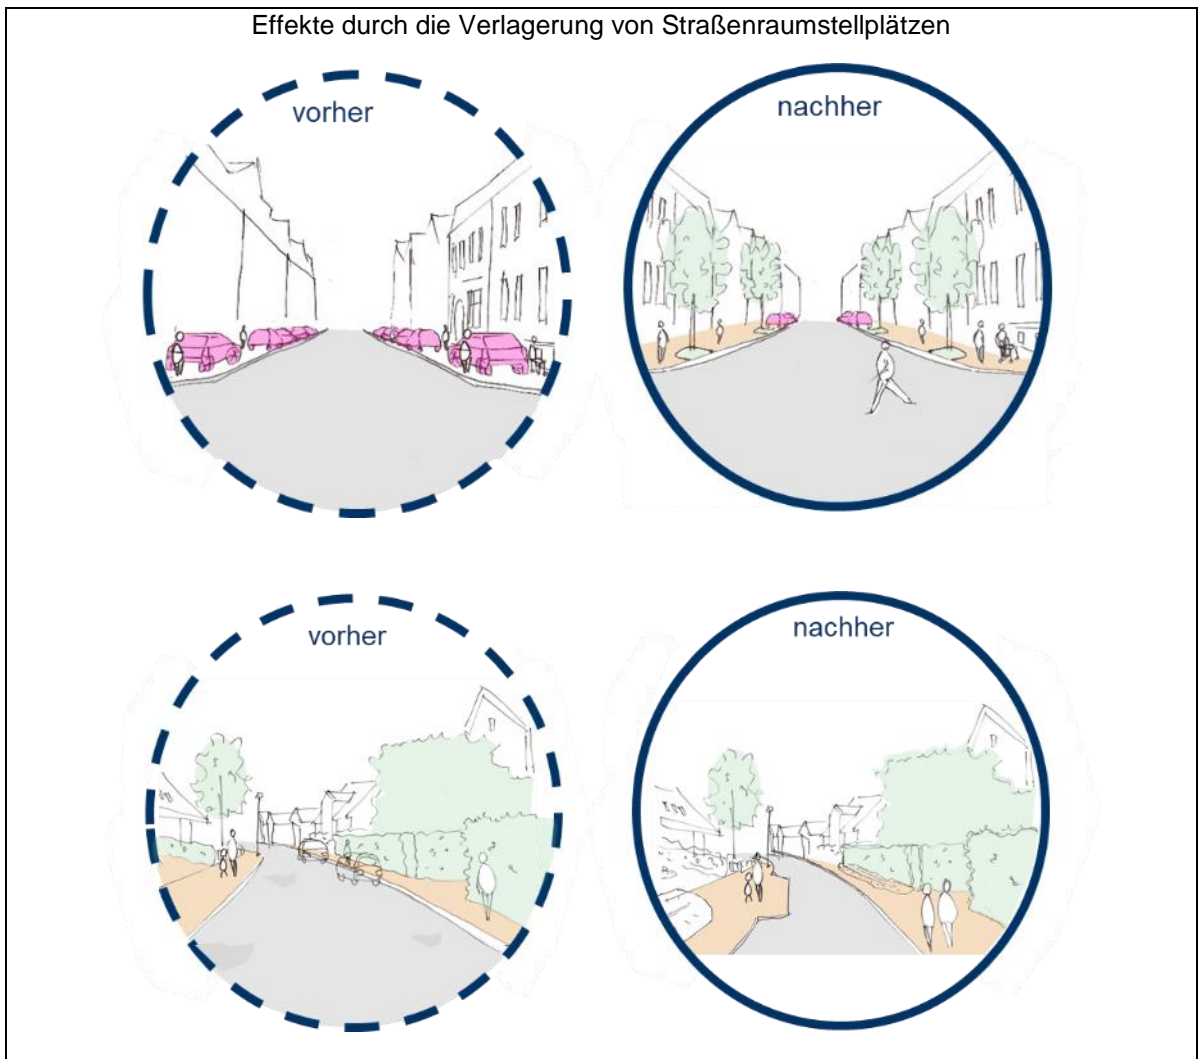 Effekte durch die Verlagerung von Straßenraumstellplätzen
vorher
nachher
vorher
nachher